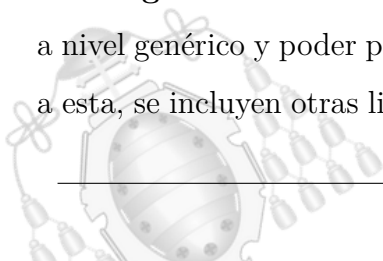 a nivel genérico y poder p
a esta, se incluyen otras li